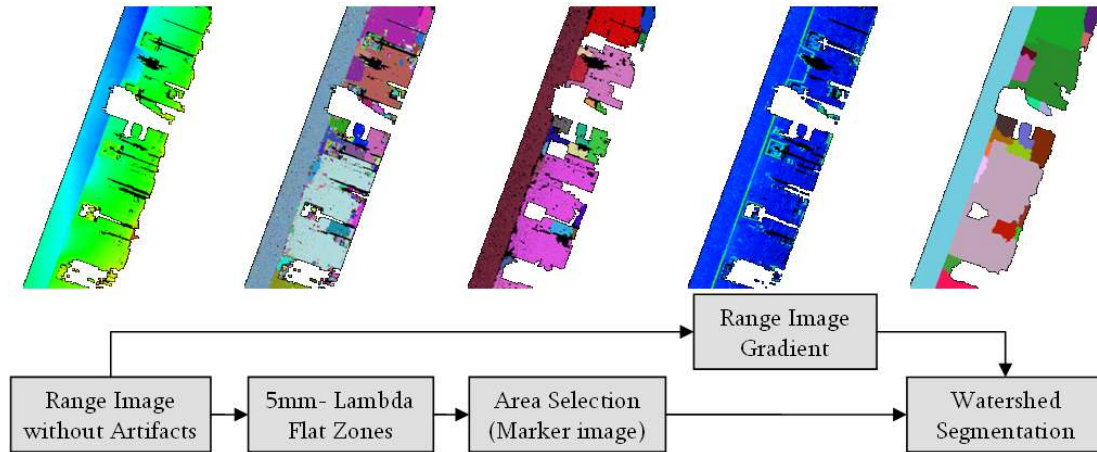 Range Image
Gradient
Range Image
without Artifacts
5mm- Lambda
Flat Zones
Area Selection
(Marker image)
Watershed
Segmentation